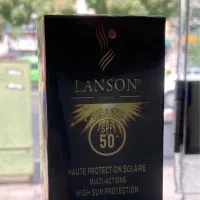 LANSON
SPF
50+
HAUTE PROTECTION SOLAIRE
MULTI-ACTIONS
HIGH SUN PROTECTION